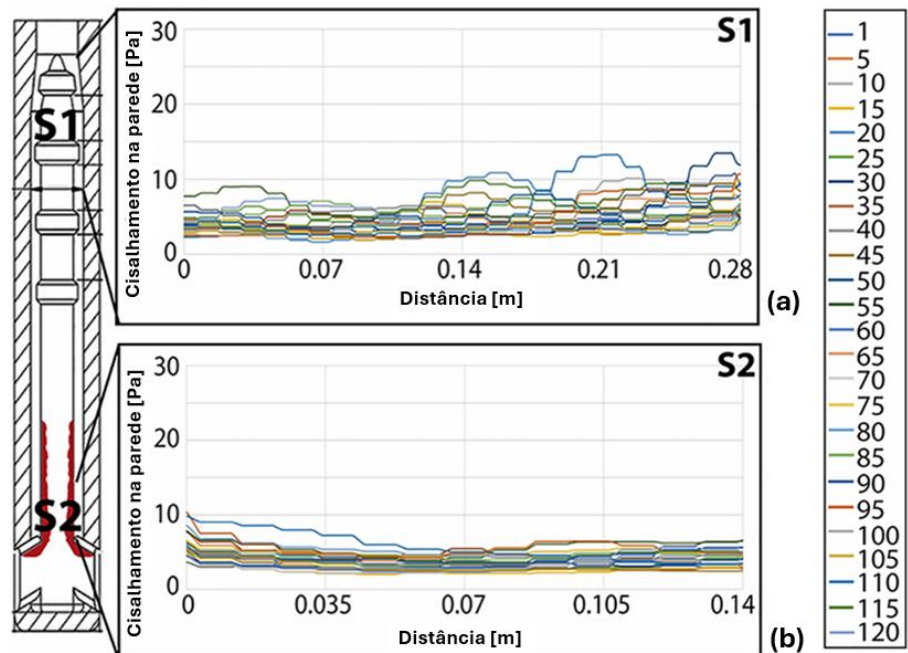 S1
S2
S1
Cisalhamento na parede [Pa]
30
20
10
0
0 0.07 0.14 0.21 0.28
Distância [m]
(a)
S2
Cisalhamento na parede [Pa]
30
20
10
0
0 0.035 0.07 0.105 0.14
Distância [m]
(b)
1
5
10
15
20
25
30
35
40
45
50
55
60
65
70
75
80
85
90
95
100
105
110
115
120